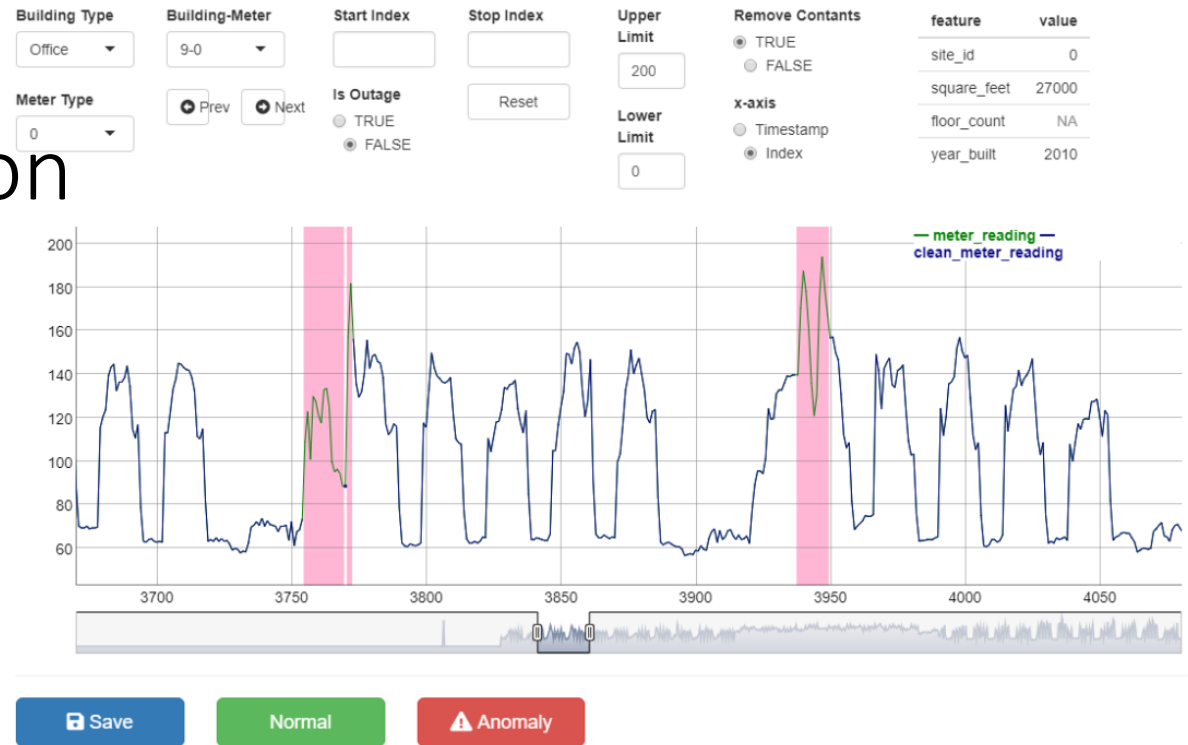 Building Type
Office
Building-Meter
9-0
Start Index
Stop Index
Meter Type
0
Prev
Next
Is Outage
TRUE
FALSE
Reset
Upper
Limit
200
Lower
Limit
0
Remove Contants
TRUE
FALSE
x-axis
Timestamp
Index
feature value
site_id 0
square_feet 27000
floor_count NA
year_built 2010
on
meter_reading
clean_meter_reading
200
180
160
140
120
100
80
60
3700 3750 3800 3850 3900 3950 4000 4050
Save
Normal
Anomaly